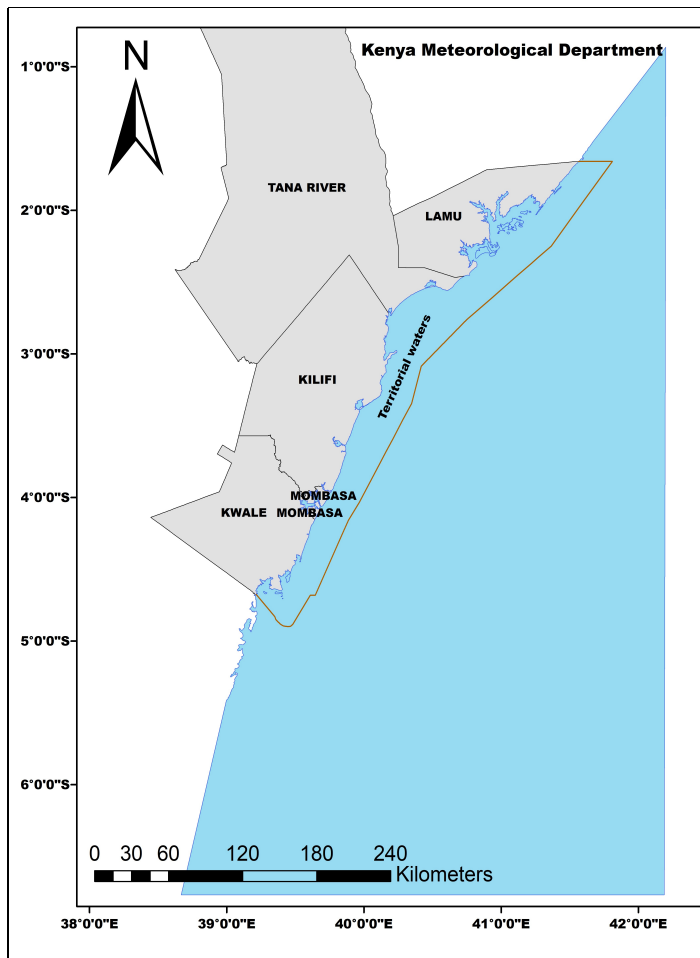 Kenya Meteorological Department
N
1°0'0"S
2°0'0"S
3°0'0"S
4°0'0"S
5°0'0"S
6°0'0"S
TANA RIVER
LAMU
Territorial waters
KILIFI
MOMBASA
KWALE MOMBASA
0 30 60 120 180 240
Kilometers
38°0'0"E 39°0'0"E 40°0'0"E 41°0'0"E 42°0'0"E